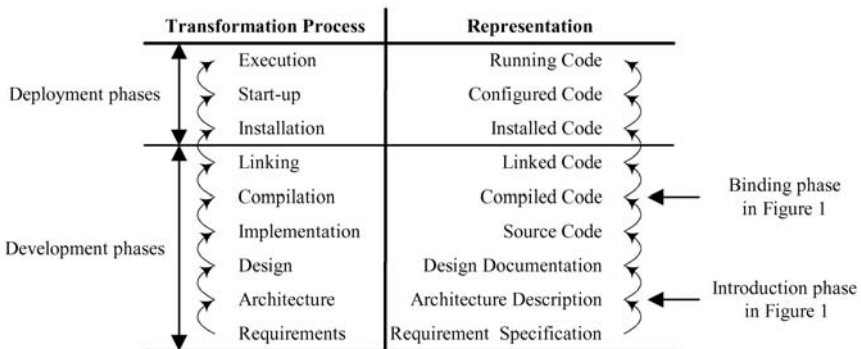 Transformation Process Representation
Execution Running Code
Deployment phases Start-up Configured Code
Installation Installed Code
Linking Linked Code
Compilation Compiled Code Binding phase
in Figure 1
Implementation Source Code
Development phases
Design Design Documentation
Architecture Architecture Description Introduction phase
in Figure 1
Requirements Requirement Specification